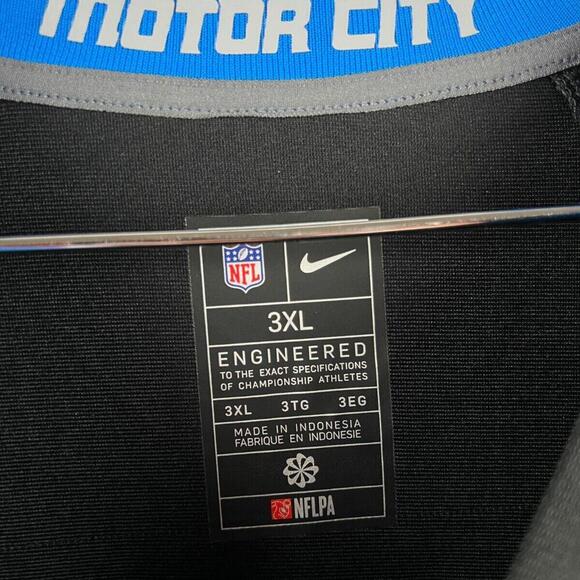 MOTOR CITY
NFL
3XL
ENGINEERED
TO THE EXACT SPECIFICATIONS
OF CHAMPIONSHIP ATHLETES
3XL 3TG 3EG
MADE IN INDONESIA
FABRIQUE EN INDONESIE
NFLPA